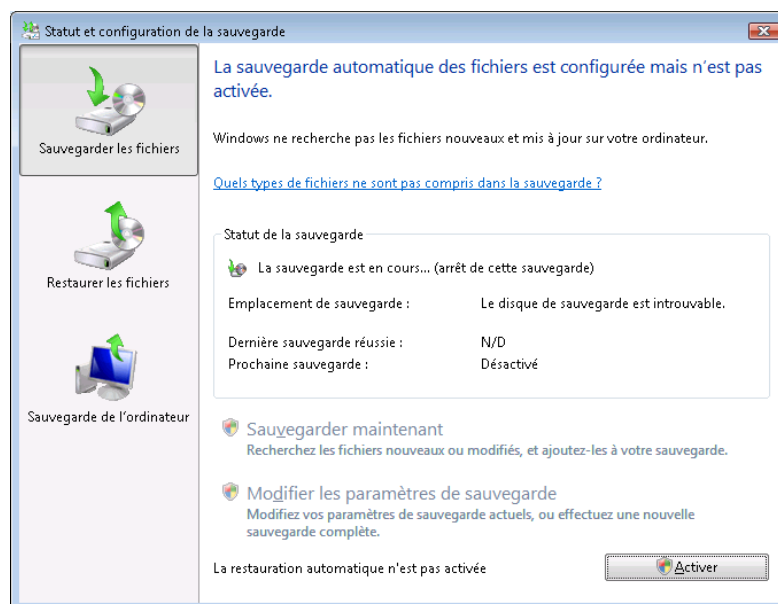 Statut et configuration de la sauvegarde
Sauvegarder les fichiers
Restaurer les fichiers
Sauvegarde de l'ordinateur
La sauvegarde automatique des fichiers est configurée mais n'est pas
activée.
Windows ne recherche pas les fichiers nouveaux et mis à jour sur votre ordinateur.
Quels types de fichiers ne sont pas compris dans la sauvegarde ?
Statut de la sauvegarde
La sauvegarde est en cours... (arrêt de cette sauvegarde)
Emplacement de sauvegarde : Le disque de sauvegarde est introuvable.
Dernière sauvegarde réussie : N/D
Prochaine sauvegarde : Désactivé
Sauvegarder maintenant
Recherchez les fichiers nouveaux ou modifiés, et ajoutez-les à votre sauvegarde.
Modifier les paramètres de sauvegarde
Modifiez vos paramètres de sauvegarde actuels, ou effectuez une nouvelle
sauvegarde complète.
La restauration automatique n'est pas activée Activer